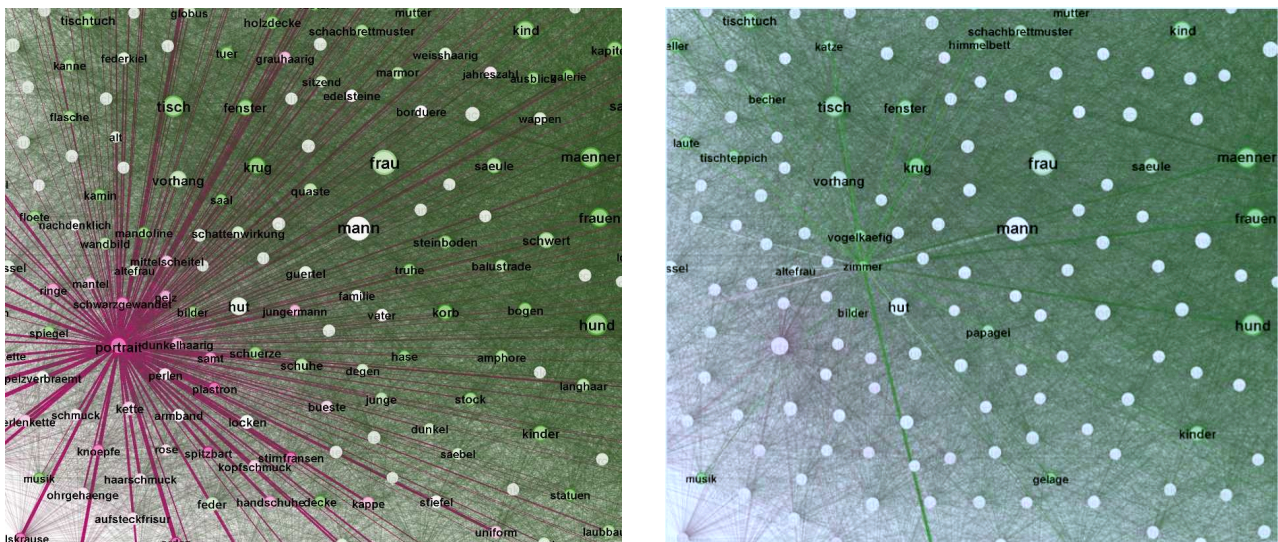 globus
mutter
tischtuch
holzdecke
schachbrettmuster
kind
federkiel
tuer
grauhaarig
weisshaarig
kanne
sitzend
marmor
jahreszahl
ausblick
galerie
edelsteine
tisch
fenster
borduere
wappen
flasche
alt
frau
maenner
krug
saeule
vorhang
quaste
kamin
saal
floete
nachdenklich
frauen
mandoline
schattenwirkung
mann
wandbild
steinboden
schwert
mittelscheitel
altefrau
guertel
truhe
balustrade
mantel
ringe
pelz
familie
schwarzgewandet
bilder
hut
jungermann
vater
korb
bogen
hund
spiegel
portrait
dunkelhaarig
samt
schuerze
hase
amphore
schuhe
degen
pelzverbraemt
perlen
plastron
langhaar
junge
stock
schmuck
kette
armband
bueste
locken
dunkel
kinder
knoepfe
rose
spitzbart
stirnfransen
saebel
kopfschmuck
musik
haarschmuck
ohrgehaenge
feder
handschuhe
decke
kappe
stiefel
statuen
aufsteckfrisur
uniform
mutter
tischtuch
schachbrettmuster
kind
katze
himmelbett
becher
tisch
fenster
laufe
tischteppich
frau
krug
saeule
maenner
vorhang
frauen
mann
vogelkaefig
altefrau
zimmer
bilder
hut
papagel
hund
kinder
musik
gelage